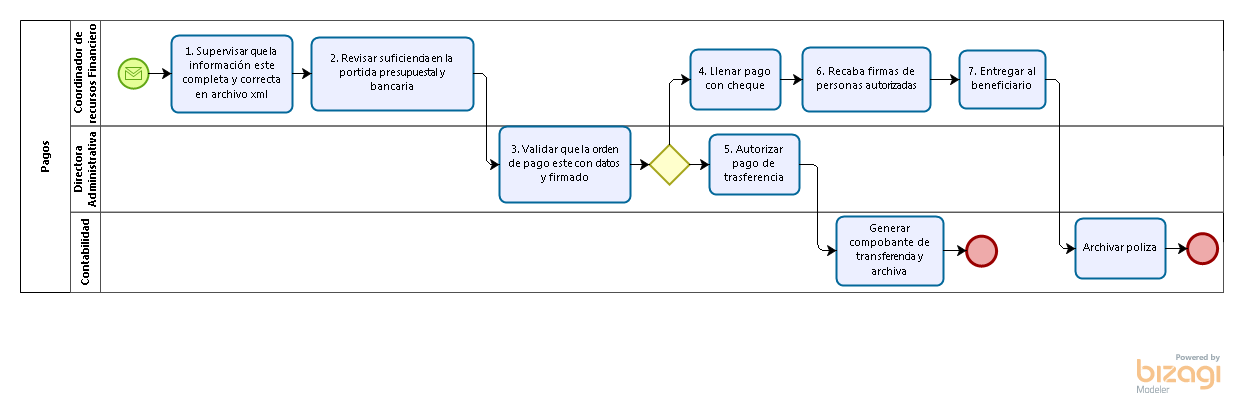 Pagos
Coordinador de
recursos Financiero
1. Supervisar que la
información este
completa y correcta
en archivo xml
2. Revisar suficiencia en la
portida presupuestal y
bancaria
4. Llenar pago
con cheque
6. Recaba firmas de
personas autorizadas
7. Entregar al
beneficiario
Directora
Administrativa
3. Validar que la orden
de pago este con datos
y firmado
5. Autorizar
pago de
trasferencia
Contabilidad
Generar
compobante de
transferencia y
archiva
Archivar poliza
Powered by
bizagi
Modeler